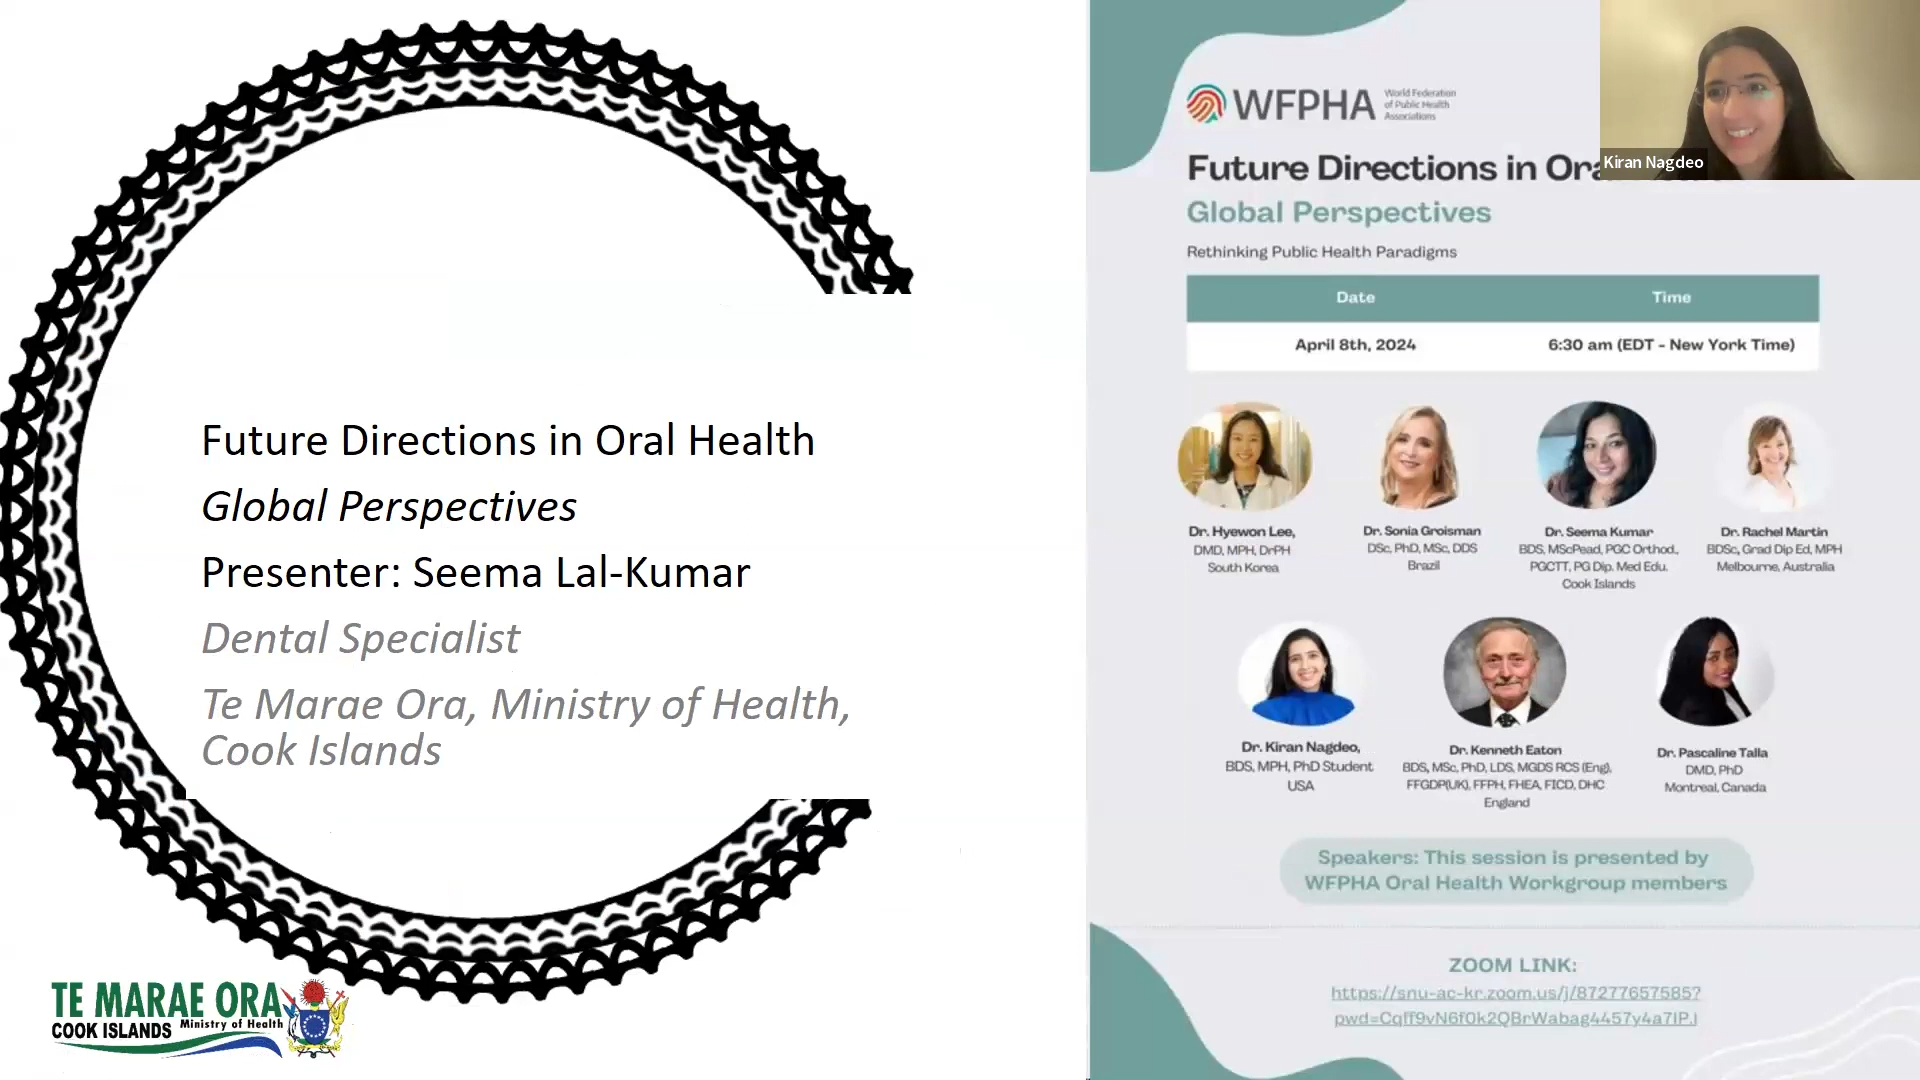 Future Directions in Oral Health
Global Perspectives
Presenter: Seema Lal-Kumar
Dental Specialist
Te Marae Ora, Ministry of Health,
Cook Islands
TE MARAE ORA
COOK ISLANDS Ministry of Health
WFPHA
World Federation
of Public Health
Associations
Kiran Nagdeo
Future Directions in
Global Perspectives
Rethinking Public Health Paradigms
Date Time
April 8th, 2024 6:30 am (EDT - New York Time)
Dr. Hyewon Lee,
DMD, MPH, DrPH
South Korea
Dr. Sonia Groisman
DSc, PhD, MSc, DDS
Brazil
Dr. Seema Kumar
BDS, MScPead, PGC Orthod.,
PGCTT, PG Dip. Med Edu.
Cook Islands
Dr. Rachel Martin
BDSc, Grad Dip Ed, MPH
Melbourne, Australia
Dr. Kiran Nagdeo,
BDS, MPH, PhD Student
USA
Dr. Kenneth Eaton
BDS, MSc, PhD, LDS, MGDS RCS (Eng),
FFGDP(UK), FFPH, FHEA, FICD, DHC
England
Dr. Pascaline Talla
DMD, PhD
Montreal, Canada
Speakers: This session is presented by
WFPHA Oral Health Workgroup members
ZOOM LINK:
https://snu-ac-kr.zoom.us/j/87277657585?